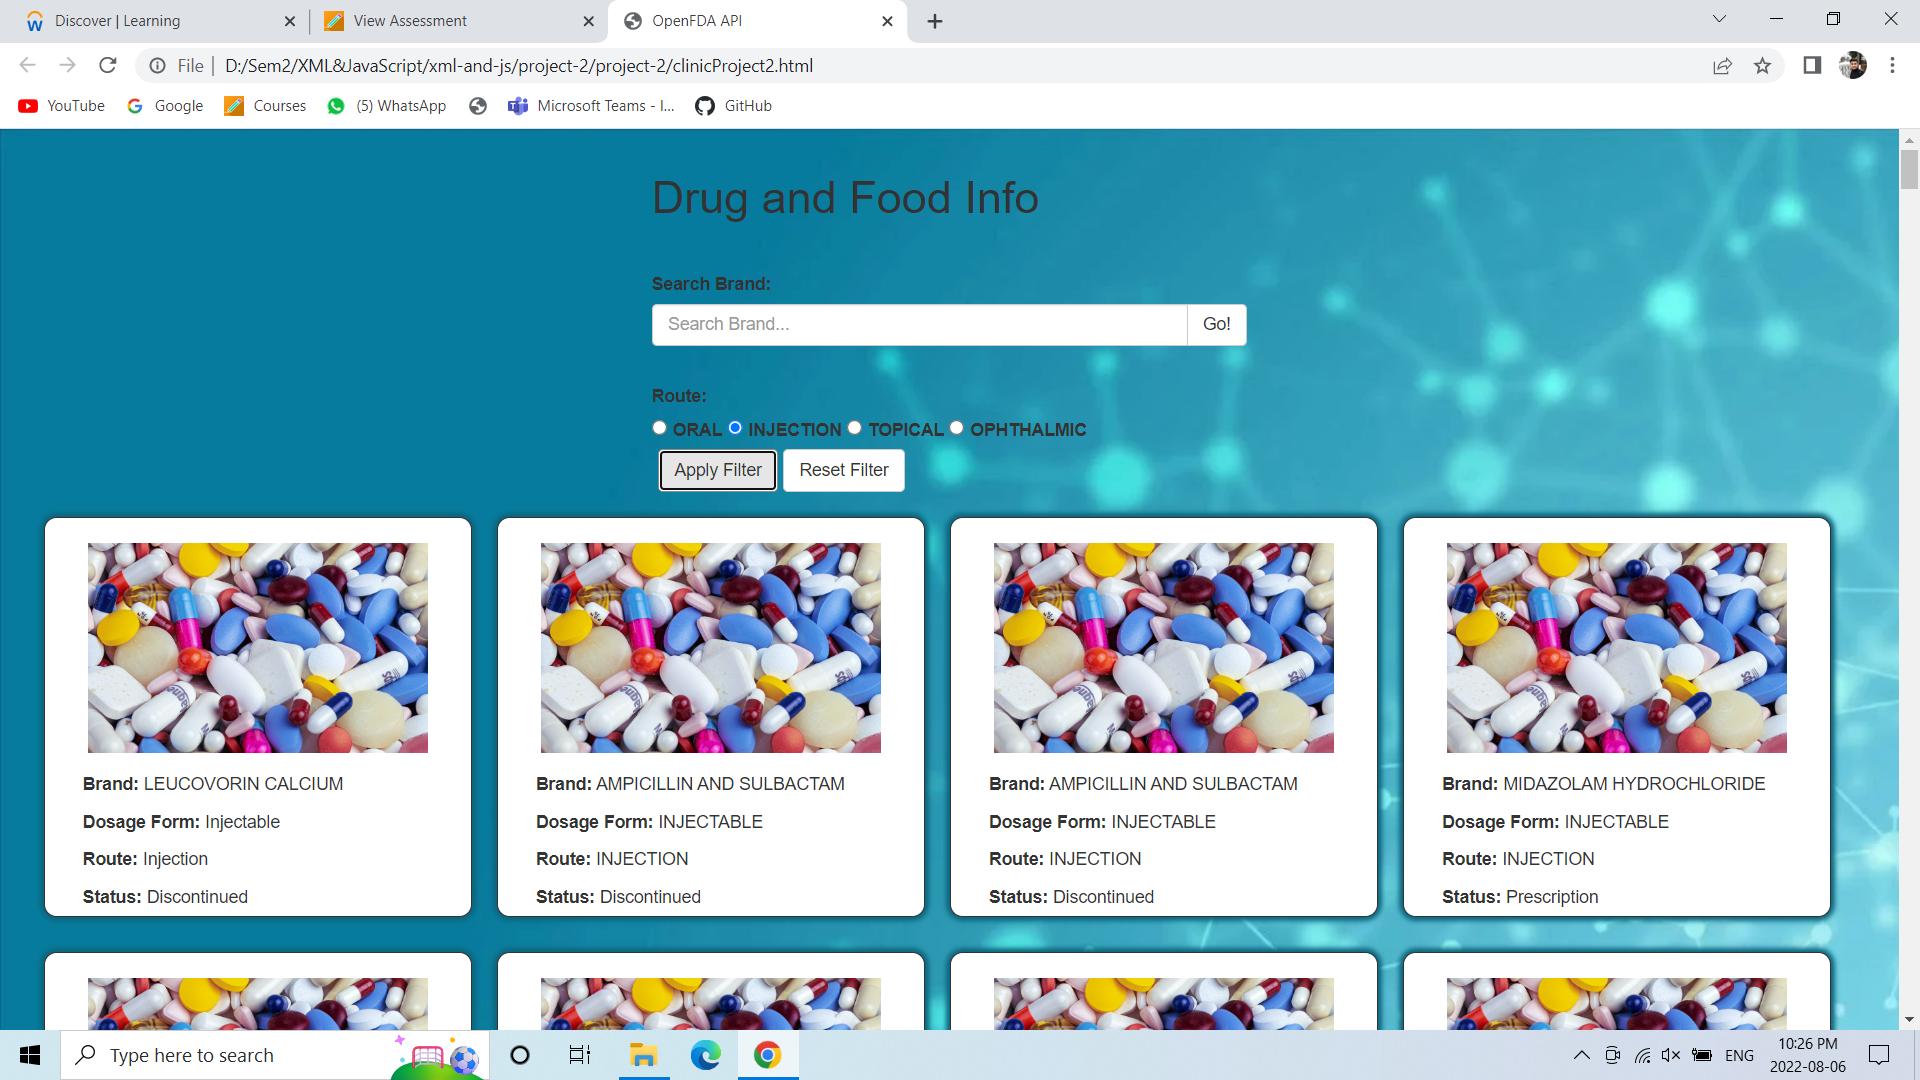 Discover | Learning
View Assessment
OpenFDA API
File | D:/Sem2/XML&JavaScript/xml-and-js/project-2/project-2/clinicProject2.html
YouTube
Google
Courses
(5) WhatsApp
Microsoft Teams - I...
GitHub
Drug and Food Info
Search Brand:
Search Brand...
Go!
Route:
ORAL INJECTION TOPICAL OPHTHALMIC
Apply Filter
Reset Filter
Brand: LEUCOVORIN CALCIUM
Dosage Form: Injectable
Route: Injection
Status: Discontinued
Brand: AMPICILLIN AND SULBACTAM
Dosage Form: INJECTABLE
Route: INJECTION
Status: Discontinued
Brand: AMPICILLIN AND SULBACTAM
Dosage Form: INJECTABLE
Route: INJECTION
Status: Discontinued
Brand: MIDAZOLAM HYDROCHLORIDE
Dosage Form: INJECTABLE
Route: INJECTION
Status: Prescription
Type here to search
ENG
10:26 PM
2022-08-06